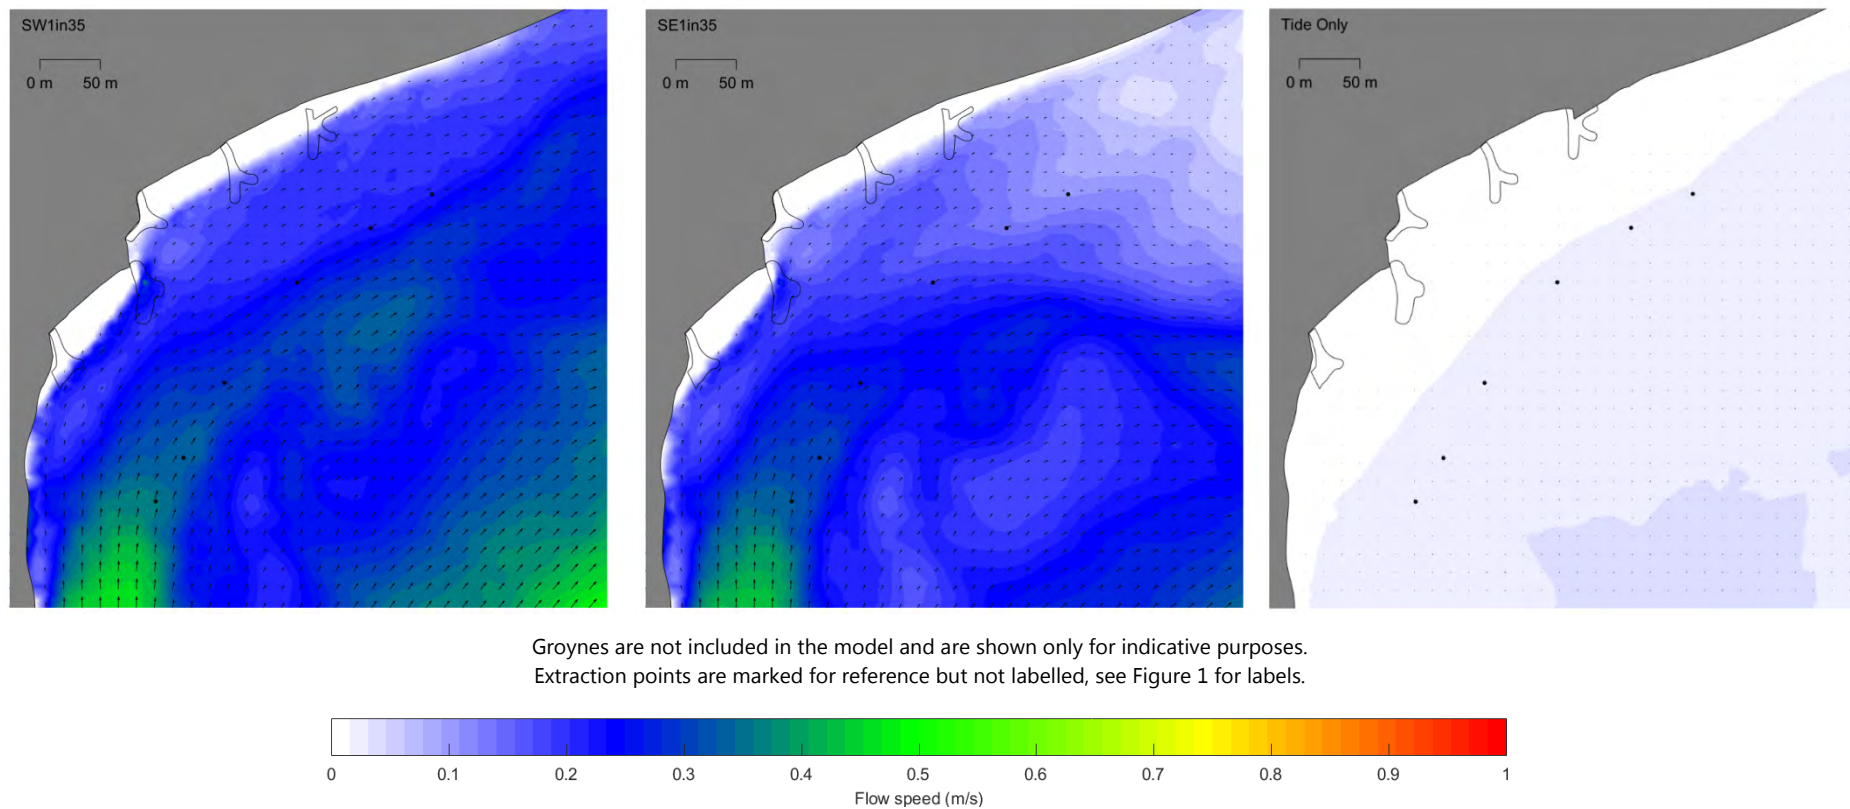 SW1in35
0 m 50 m
SE1in35
0 m 50 m
Tide Only
0 m 50 m
Groynes are not included in the model and are shown only for indicative purposes.
Extraction points are marked for reference but not labelled, see Figure 1 for labels.
0 0.1 0.2 0.3 0.4 0.5 0.6 0.7 0.8 0.9 1
Flow speed (m/s)